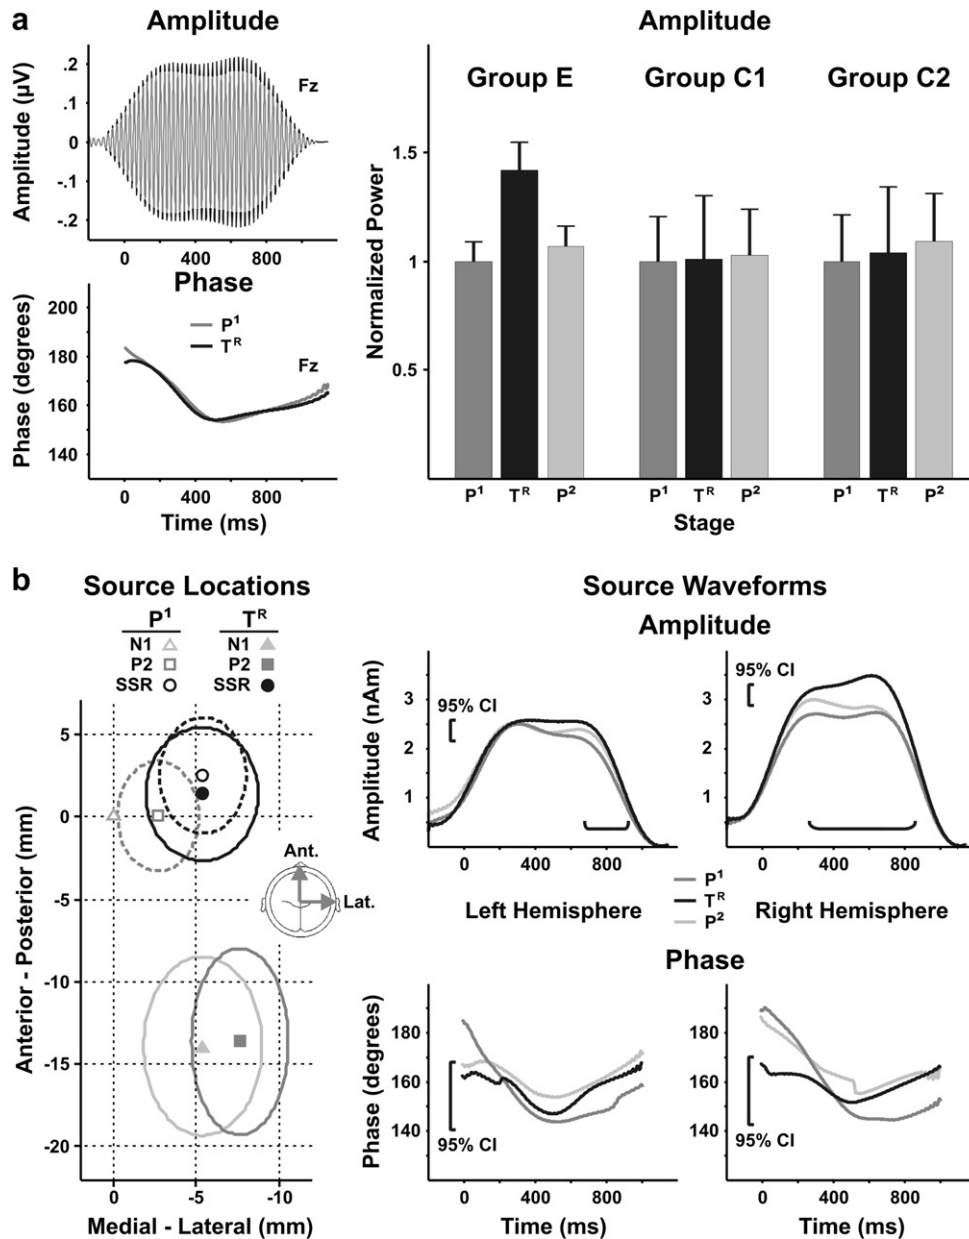 a
Amplitude
Amplitude (µV)
.2
.1
0
-.1
-.2
Fz
0 400 800
Phase
Phase (degrees)
200
180
160
140
P¹
Tᴿ
Fz
0 400 800
Time (ms)
Amplitude
Group E Group C1 Group C2
Normalized Power
1.5
1
0.5
P¹ Tᴿ P² P¹ Tᴿ P² P¹ Tᴿ P²
Stage
b
Source Locations
P¹ Tᴿ
N1 N1
P2 P2
SSR SSR
Anterior - Posterior (mm)
5
0
-5
-10
-15
-20
Ant.
Lat.
0 -5 -10
Medial - Lateral (mm)
Source Waveforms
Amplitude
Amplitude (nAm)
3
2
1
95% CI
0 400 800
3
2
1
95% CI
0 400 800
P¹
Tᴿ
P²
Left Hemisphere Right Hemisphere
Phase
Phase (degrees)
180
160
140
95% CI
0 400 800
Time (ms)
180
160
140
95% CI
0 400 800
Time (ms)